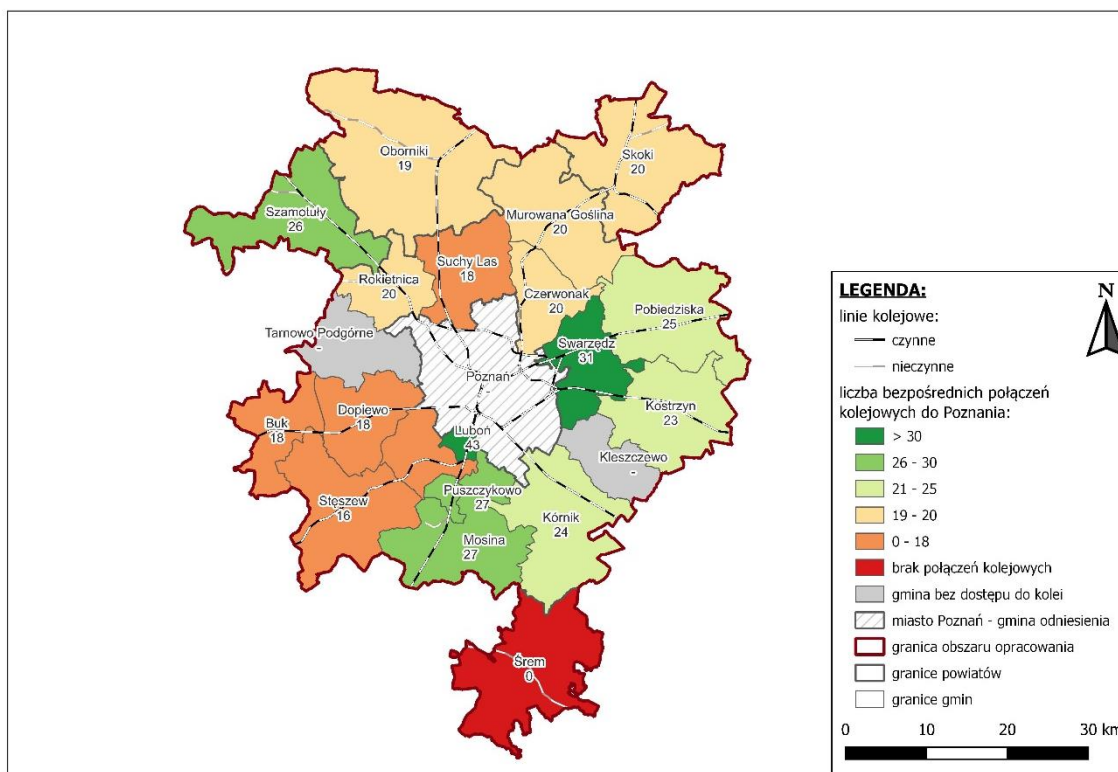 Oborniki
19
Skoki
20
Szamotuły
26
Murowana Goślina
20
Suchy Las
18
Rokietnica
20
Czerwonak
20
Pobiedziska
25
Tarnowo Podgórne
-
Swarzędz
31
Poznań
Kostrzyn
23
Buk
18
Dopiewo
18
Luboń
43
Kleszczewo
-
Stęszew
16
Puszczykowo
27
Kórnik
24
Mosina
27
Śrem
0
LEGENDA:
N
linie kolejowe:
czynne
nieczynne
liczba bezpośrednich połączeń
kolejowych do Poznania:
> 30
26 - 30
21 - 25
19 - 20
0 - 18
brak połączeń kolejowych
gmina bez dostępu do kolei
miasto Poznań - gmina odniesienia
granica obszaru opracowania
granice powiatów
granice gmin
0 10 20 30 km